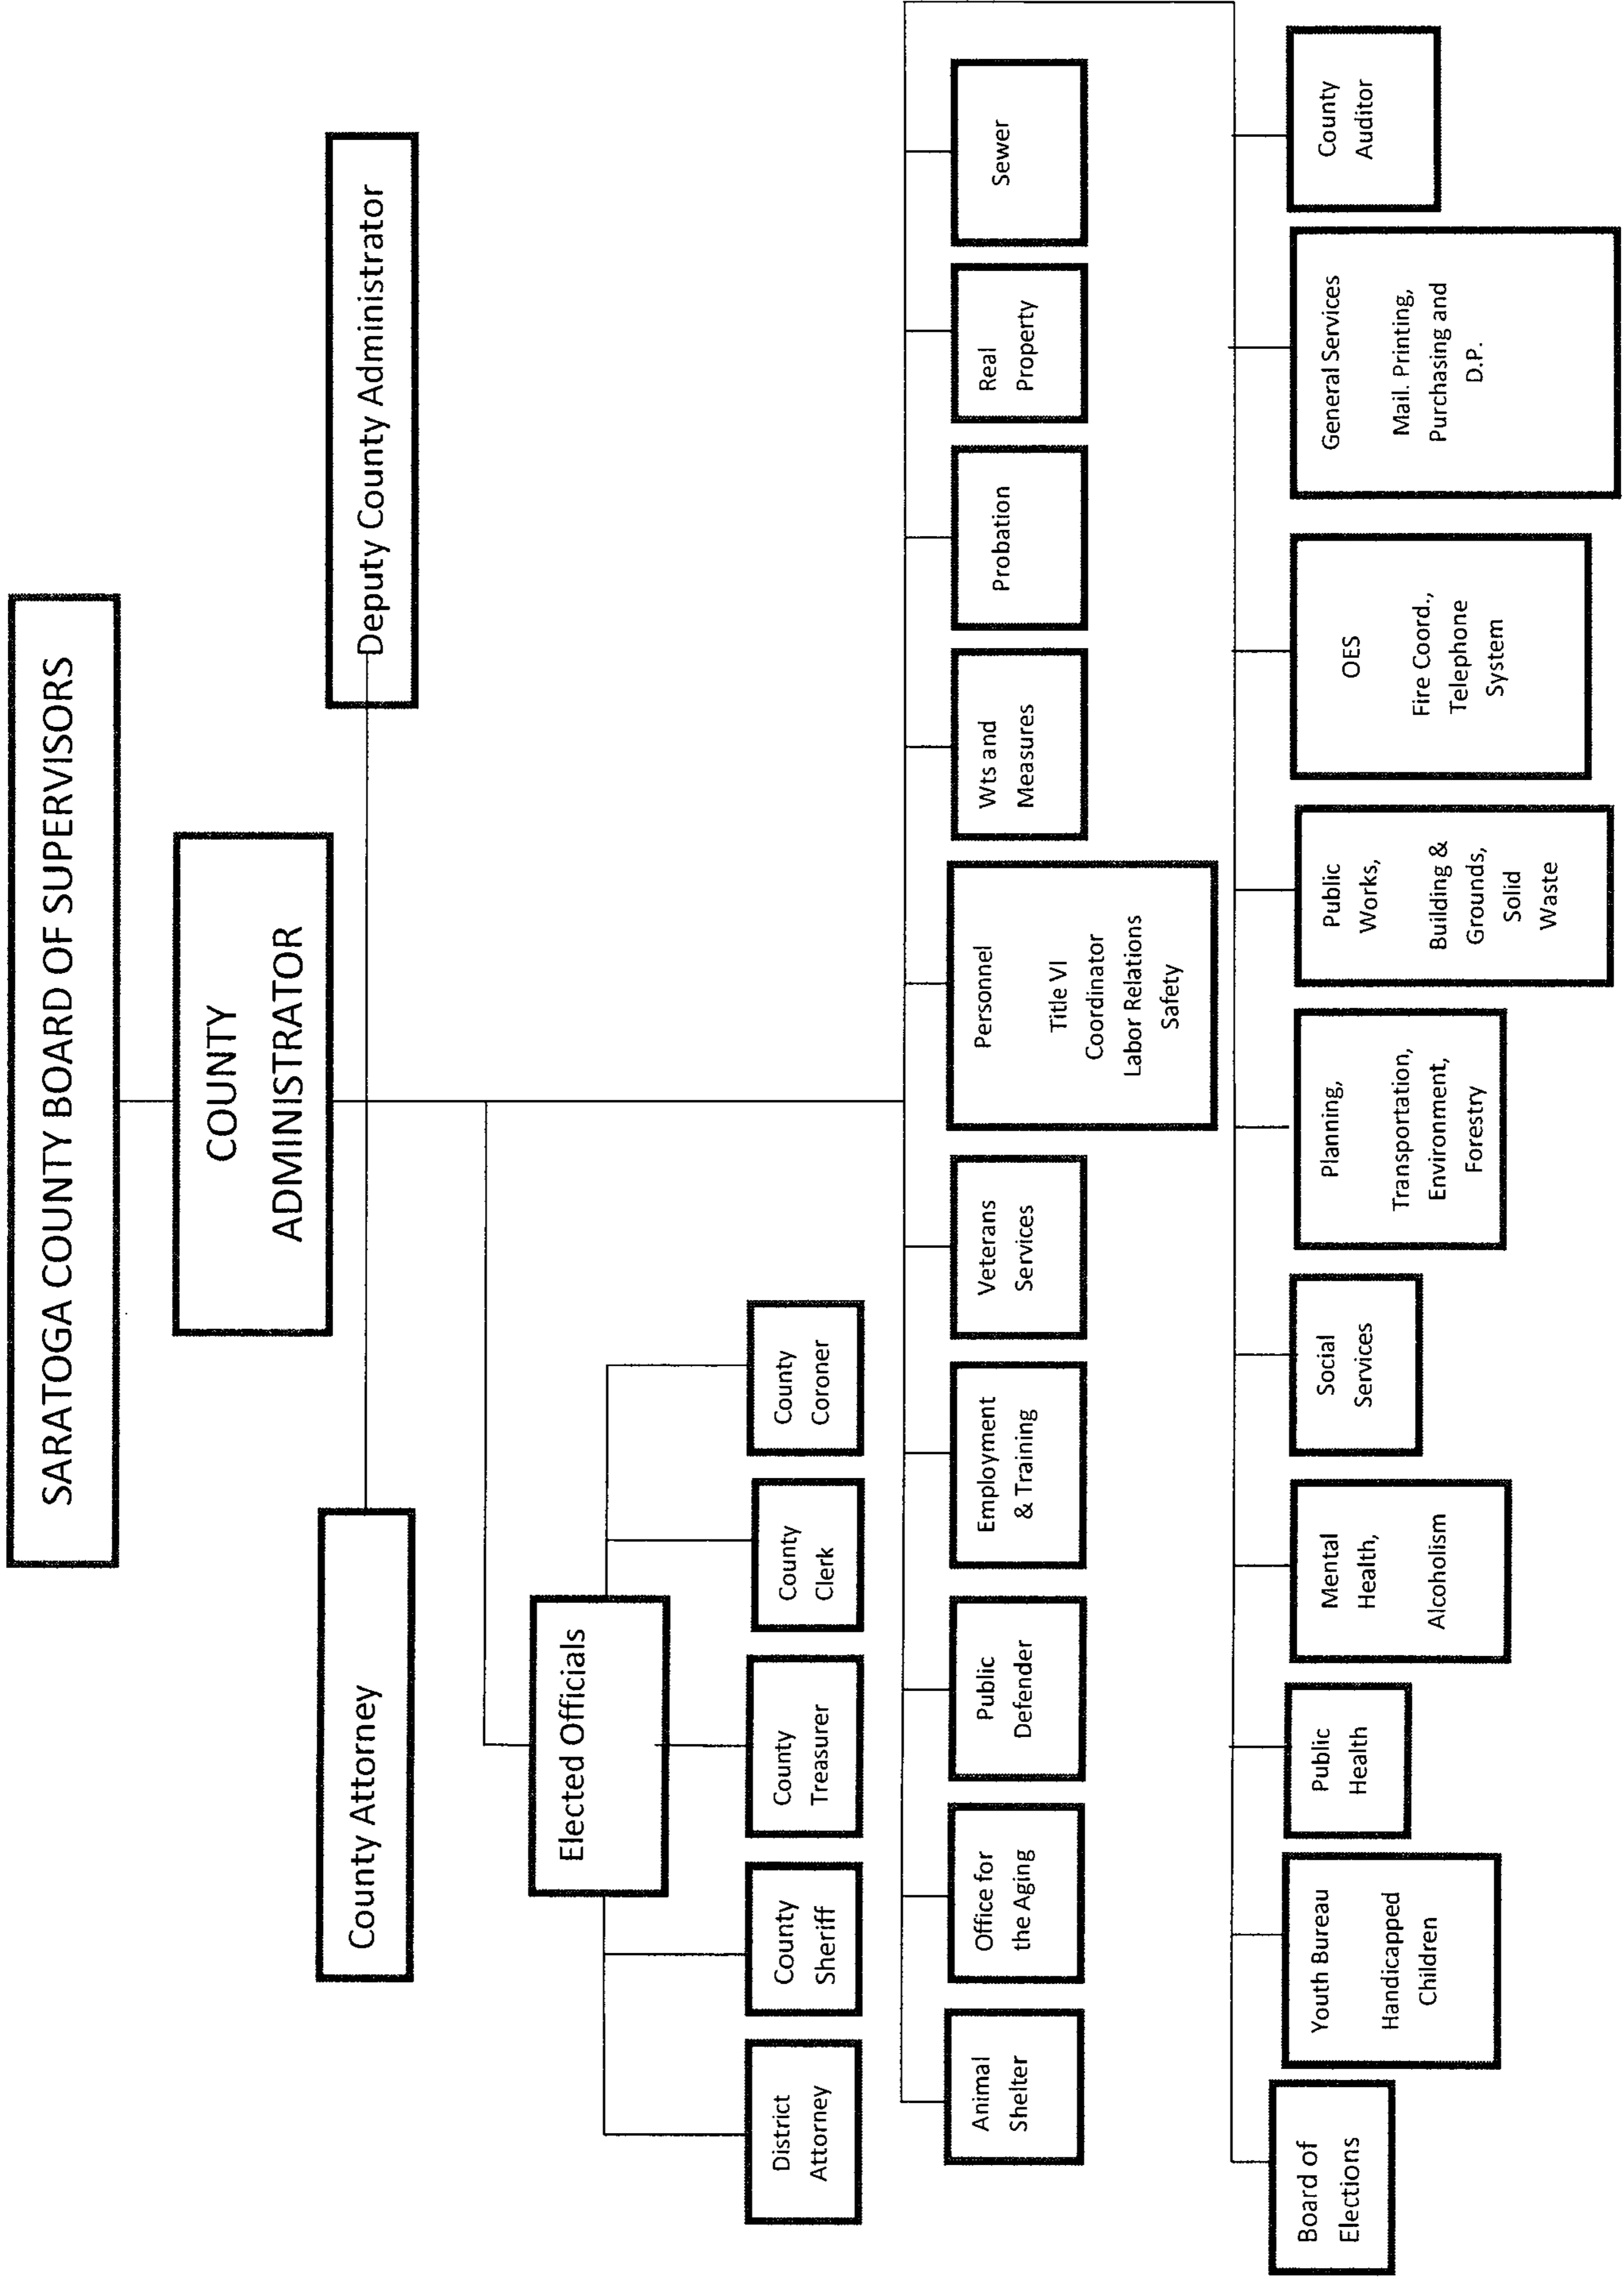 SARATOGA COUNTY BOARD OF SUPERVISORS
COUNTY
ADMINISTRATOR
County Attorney
Deputy County Administrator
Elected Officials
District
Attorney
County
Sheriff
County
Treasurer
County
Clerk
County
Coroner
Animal
Shelter
Office for
the Aging
Public
Defender
Employment
& Training
Veterans
Services
Personnel
Title VI
Coordinator
Labor Relations
Safety
Wts and
Measures
Probation
Real
Property
Sewer
Board of
Elections
Youth Bureau
Handicapped
Children
Public
Health
Mental
Health,
Alcoholism
Social
Services
Planning,
Transportation,
Environment,
Forestry
Public
Works,
Building &
Grounds,
Solid
Waste
OES
Fire Coord.,
Telephone
System
General Services
Mail. Printing,
Purchasing and
D.P.
County
Auditor